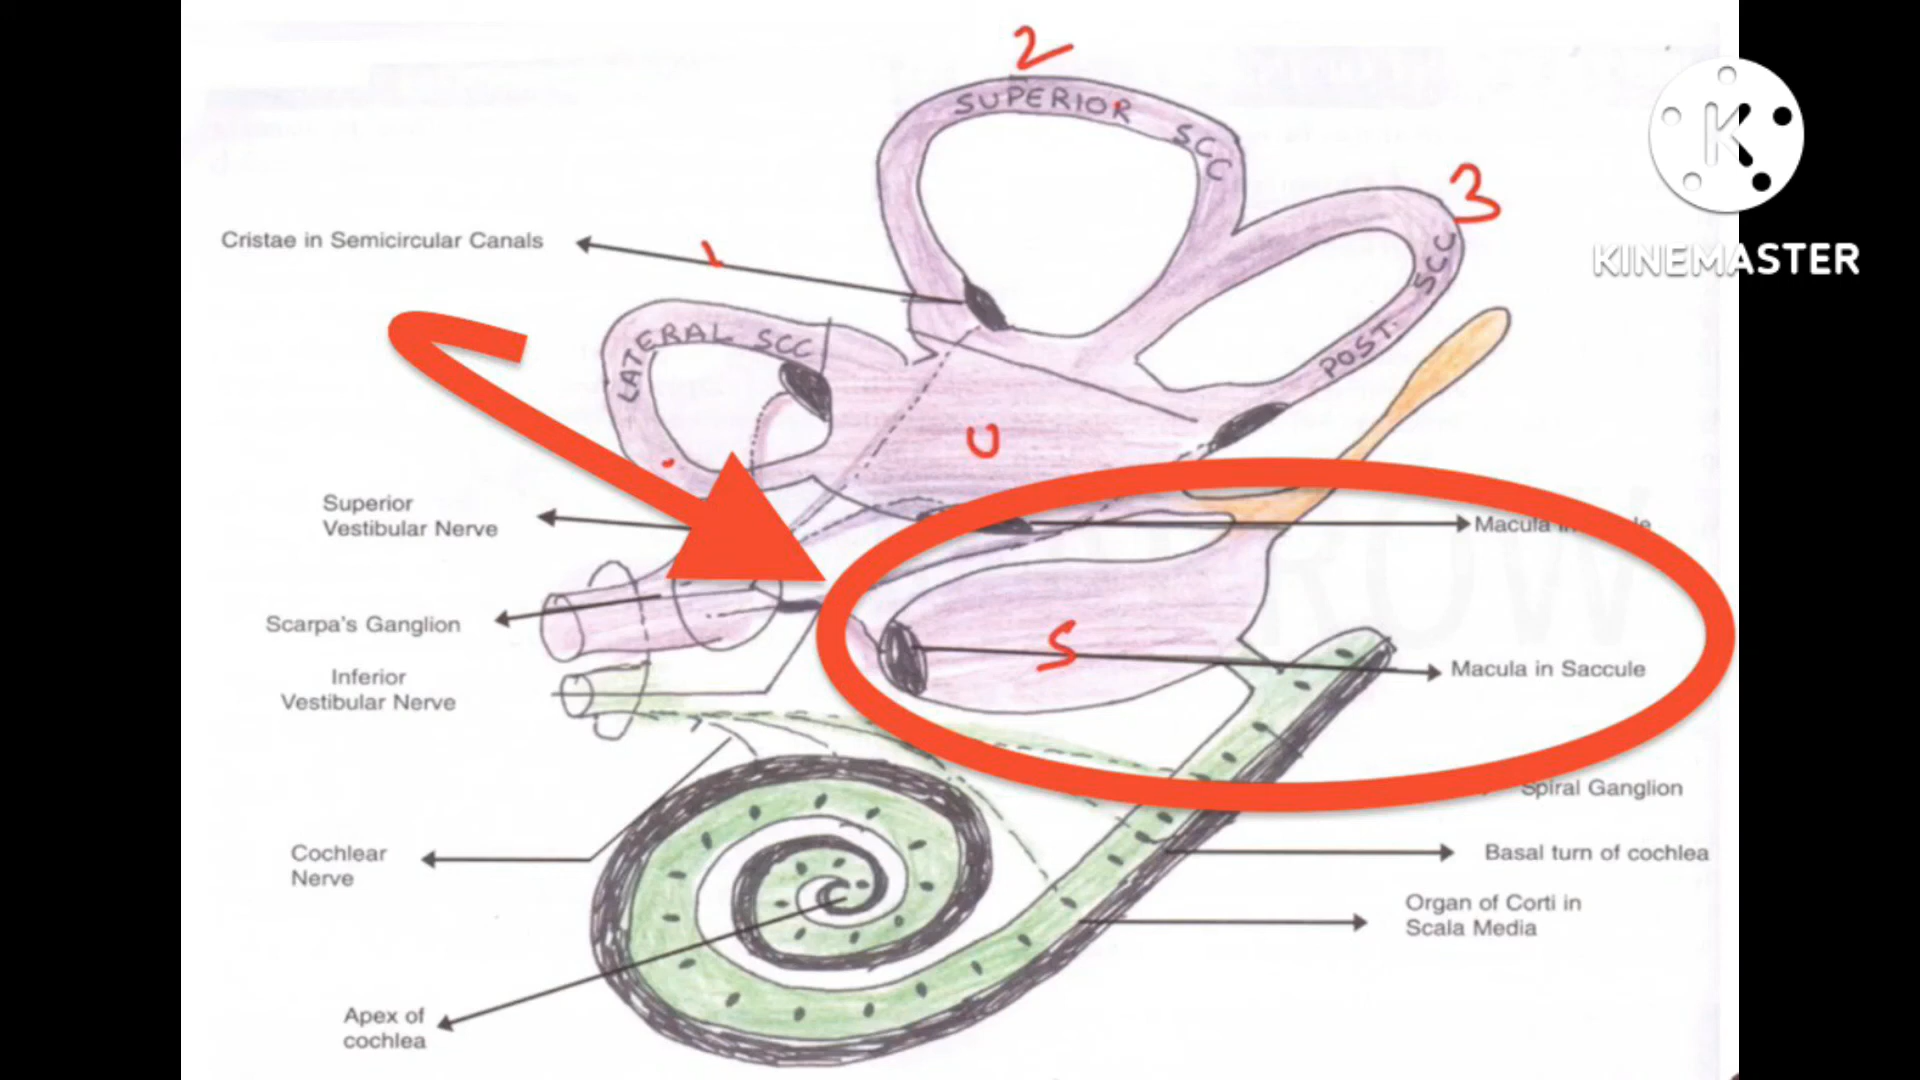 2
SUPERIOR SCC
3
KINEMASTER
Cristae in Semicircular Canals
1
SCC
POST.
LATERAL SCC
U
Superior
Vestibular Nerve
Macula in
Scarpa's Ganglion
S
Inferior
Vestibular Nerve
Macula in Saccule
Spiral Ganglion
Cochlear
Nerve
Basal turn of cochlea
Organ of Corti in
Scala Media
Apex of
cochlea